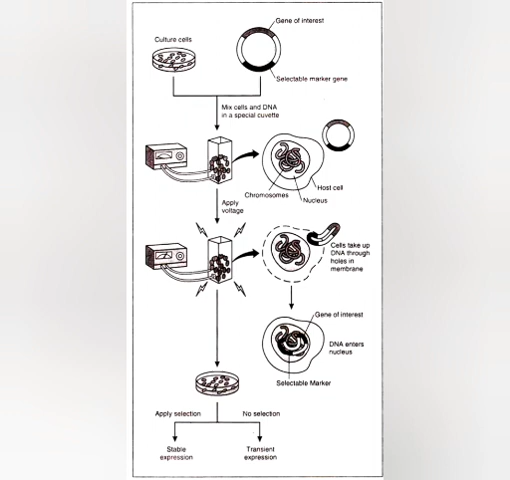 Gene of interest
Culture cells
Selectable marker gene
Mix cells and DNA
in a special cuvette
Chromosomes
Host cell
Nucleus
Apply
voltage
Cells take up
DNA through
holes in
membrane
Gene of interest
DNA enters
nucleus
Selectable Marker
Apply selection
No selection
Stable
expression
Transient
expression